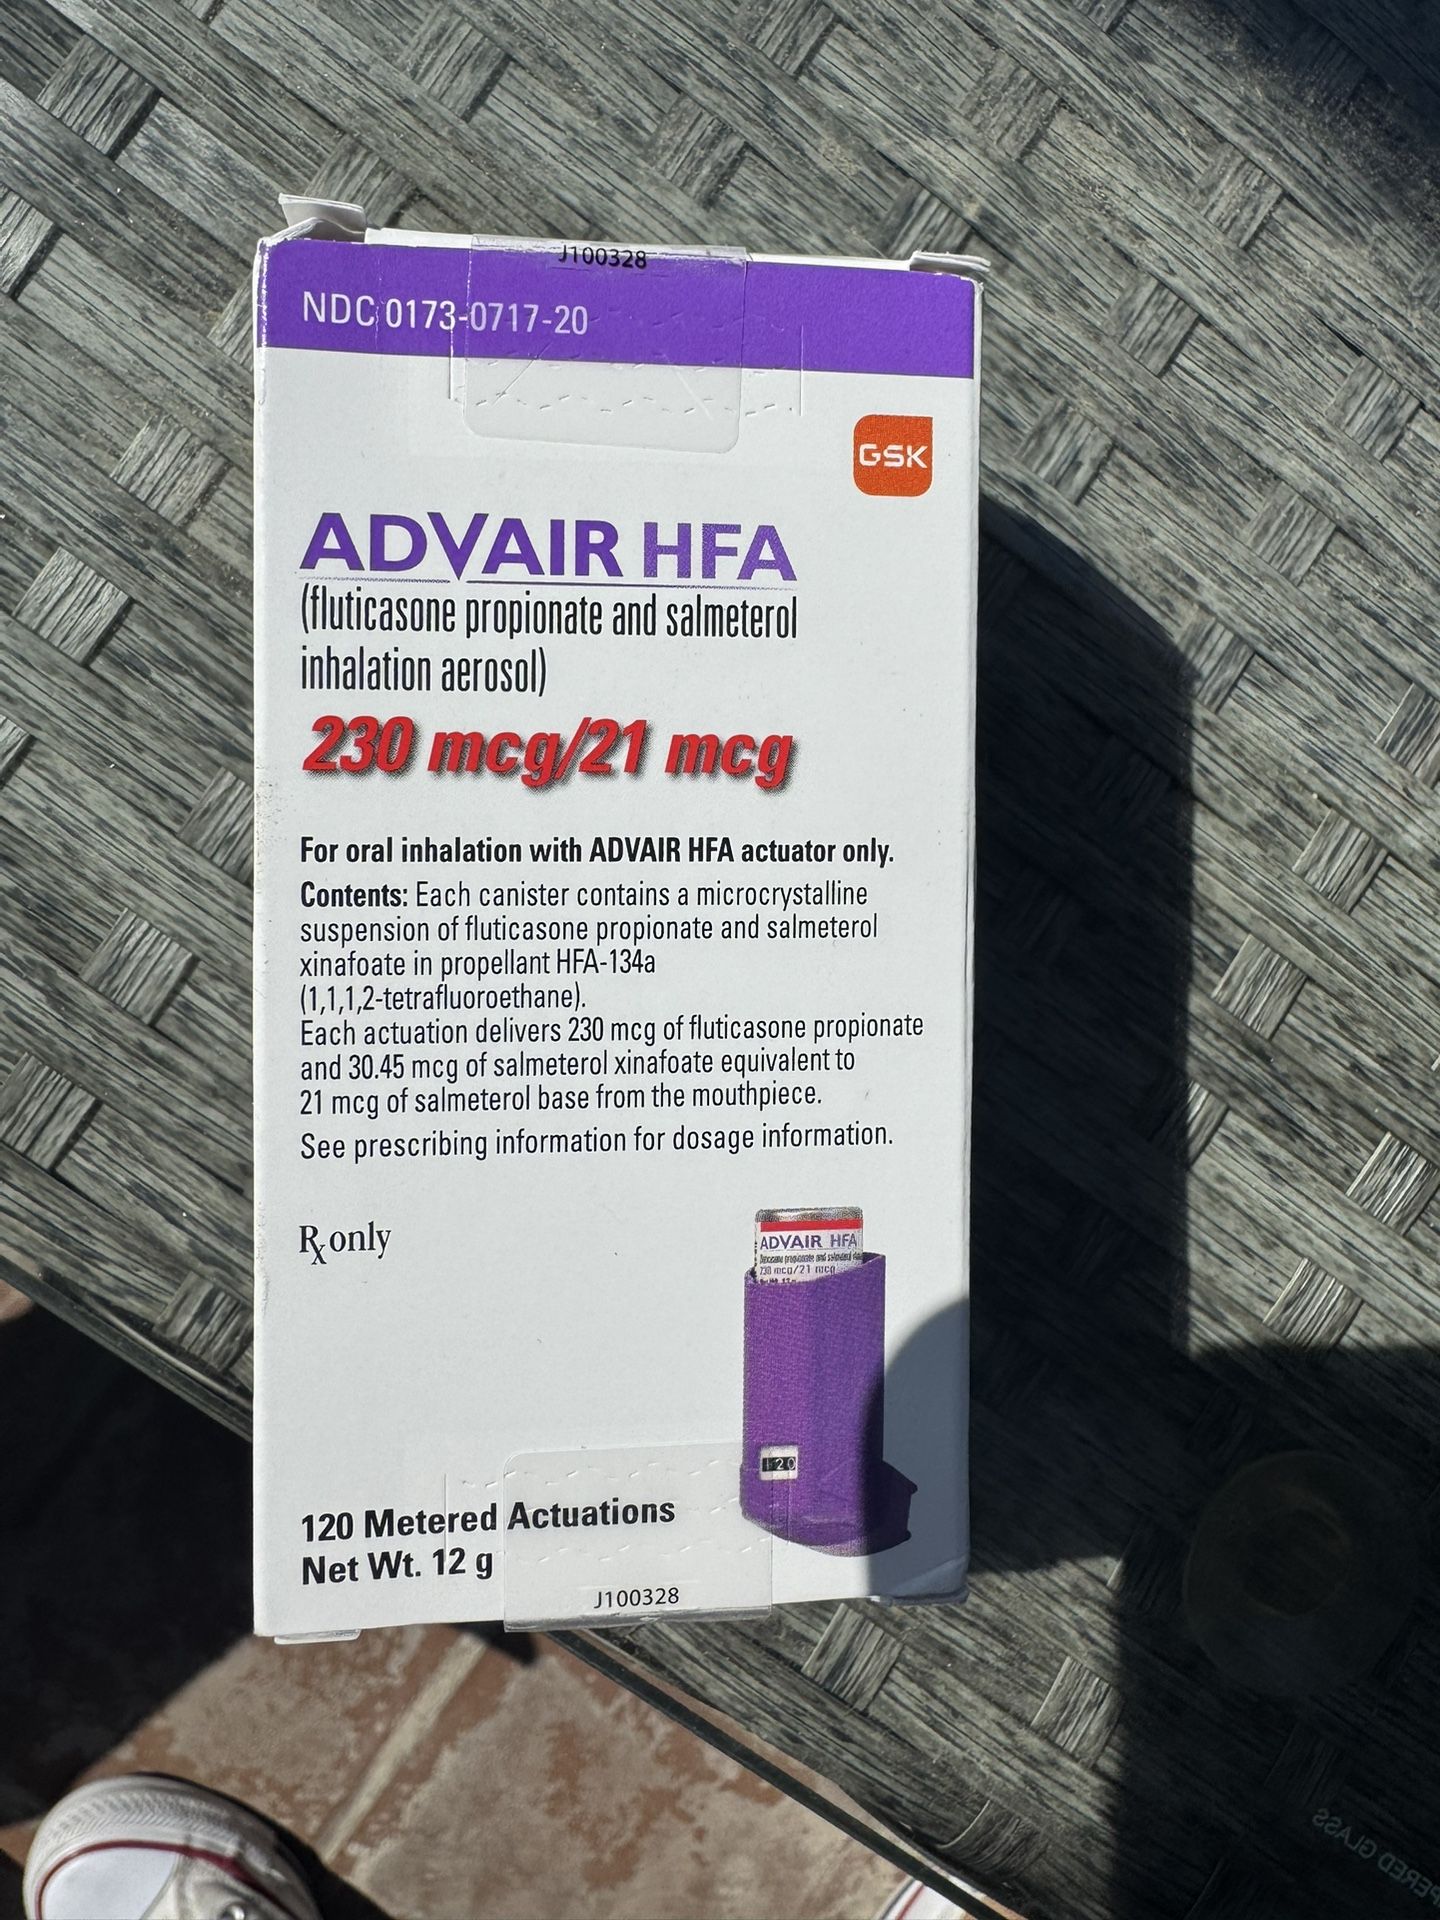 J100328
NDC 0173-0717-20
GSK
ADVAIR HFA
(fluticasone propionate and salmeterol
inhalation aerosol)
230 mcg/21 mcg
For oral inhalation with ADVAIR HFA actuator only.
Contents: Each canister contains a microcrystalline
suspension of fluticasone propionate and salmeterol
xinafoate in propellant HFA-134a
(1,1,1,2-tetrafluoroethane).
Each actuation delivers 230 mcg of fluticasone propionate
and 30.45 mcg of salmeterol xinafoate equivalent to
21 mcg of salmeterol base from the mouthpiece.
See prescribing information for dosage information.
Rx only
ADVAIR HFA
230 mcg/21 mcg
120
120 Metered Actuations
Net Wt. 12 g
J100328
GLASS